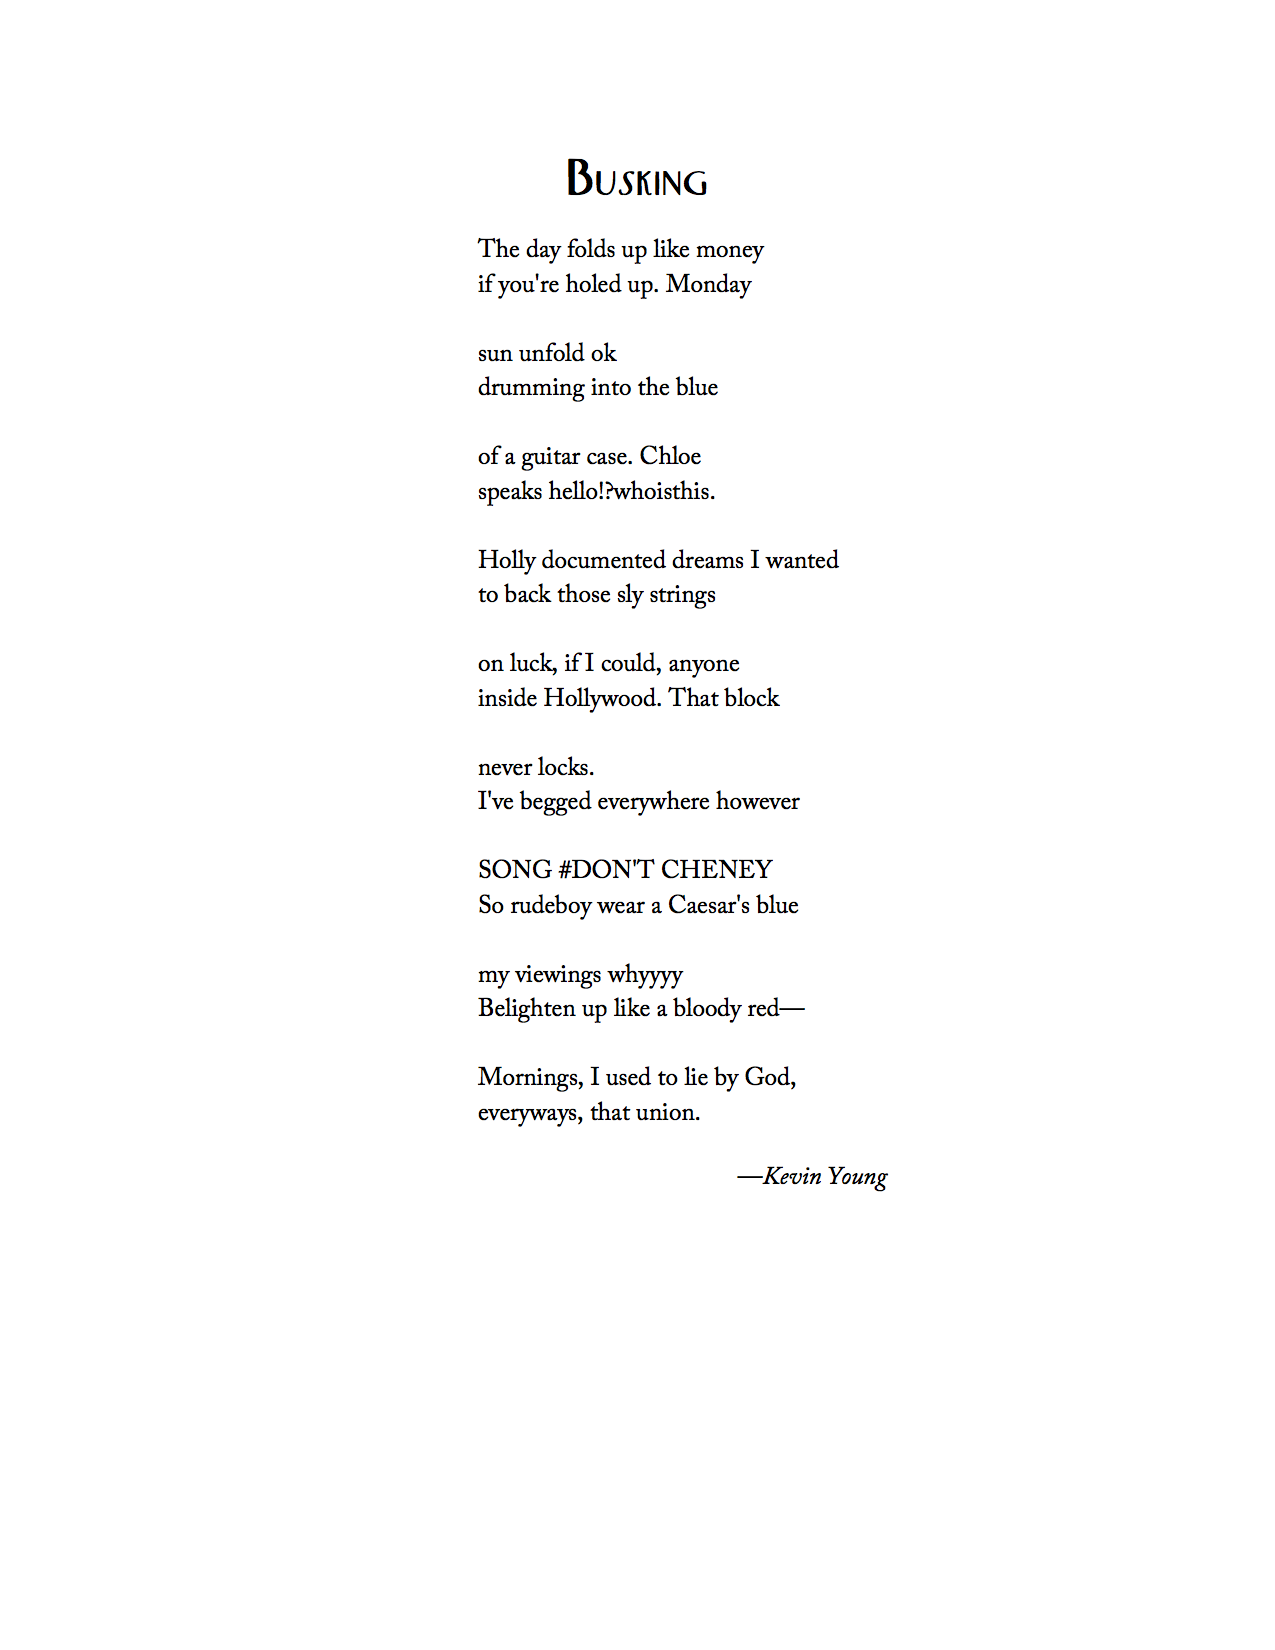 Busking
The day folds up like money
if you're holed up. Monday
sun unfold ok
drumming into the blue
of a guitar case. Chloe
speaks hello!?whoisthis.
Holly documented dreams I wanted
to back those sly strings
on luck, if I could, anyone
inside Hollywood. That block
never locks.
I've begged everywhere however
SONG #DON'T CHENEY
So rudeboy wear a Caesar's blue
my viewings whyyyy
Belighten up like a bloody red—
Mornings, I used to lie by God,
everyways, that union.
—Kevin Young